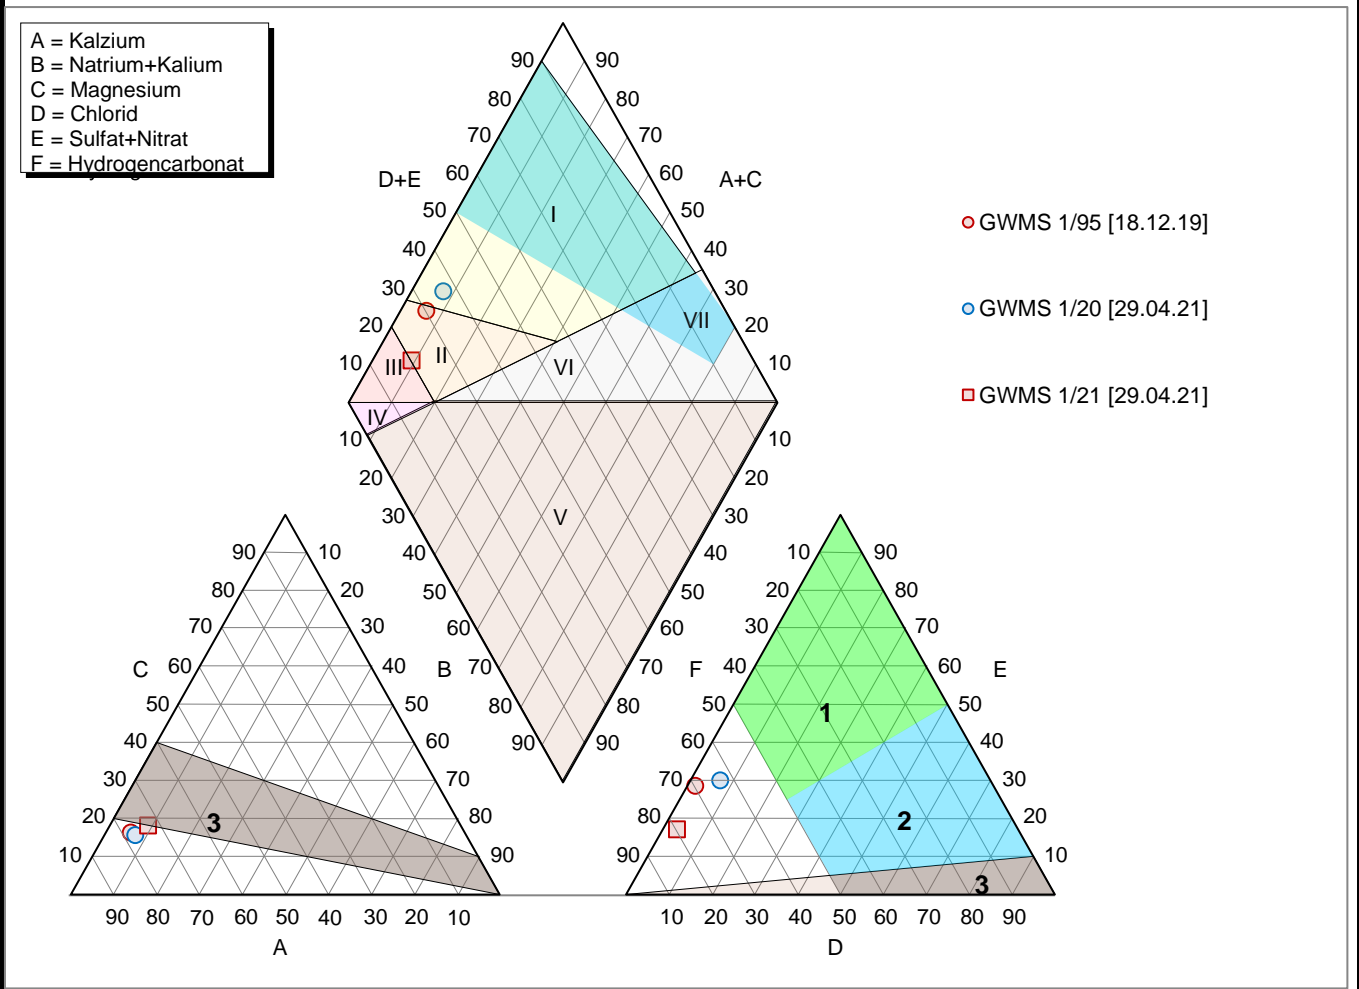 A = Kalzium
B = Natrium+Kalium
C = Magnesium
D = Chlorid
E = Sulfat+Nitrat
F = Hydrogencarbonat
90 90
80 80
70 70
60 60
D+E A+C
50 50
40 40
30 30
20 20
10 10
I
II
III
IV
V
VI
VII
10 10
20 20
30 30
40 40
50 50
60 60
70 70
80 80
90 90
GWMS 1/95 [18.12.19]
GWMS 1/20 [29.04.21]
GWMS 1/21 [29.04.21]
90 10
80 20
70 30
C 60 40 B
50 50
40 60
30 70
20 3 80
10 90
90 80 70 60 50 40 30 20 10
A
10 90
20 80
30 70
F 40 60 E
50 1 50
60 40
70 30
80 2 20
90 10
3
10 20 30 40 50 60 70 80 90
D